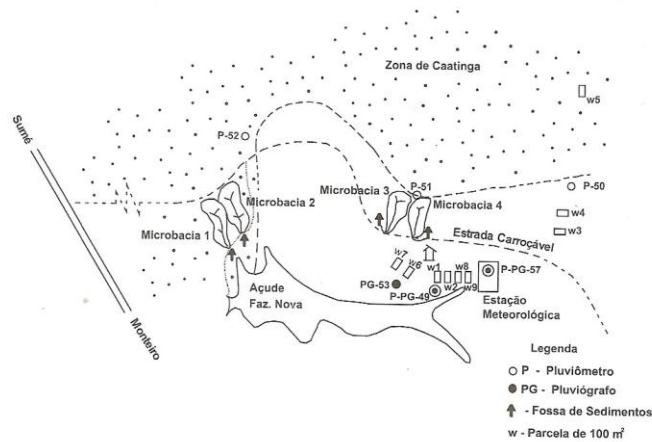 Zona de Caatinga
w5
Sumé
P-52
P-51
P-50
Microbacia 3
Microbacia 4
Microbacia 2
Microbacia 1
w4
w3
Estrada Carroçável
w7
w6
w1
w8
w2
w9
P-PG-57
PG-53
P-PG-49
Açude
Faz. Nova
Estação
Meteorológica
Monteiro
Legenda
P - Pluviômetro
PG - Pluviógrafo
- Fossa de Sedimentos
w - Parcela de 100 m²